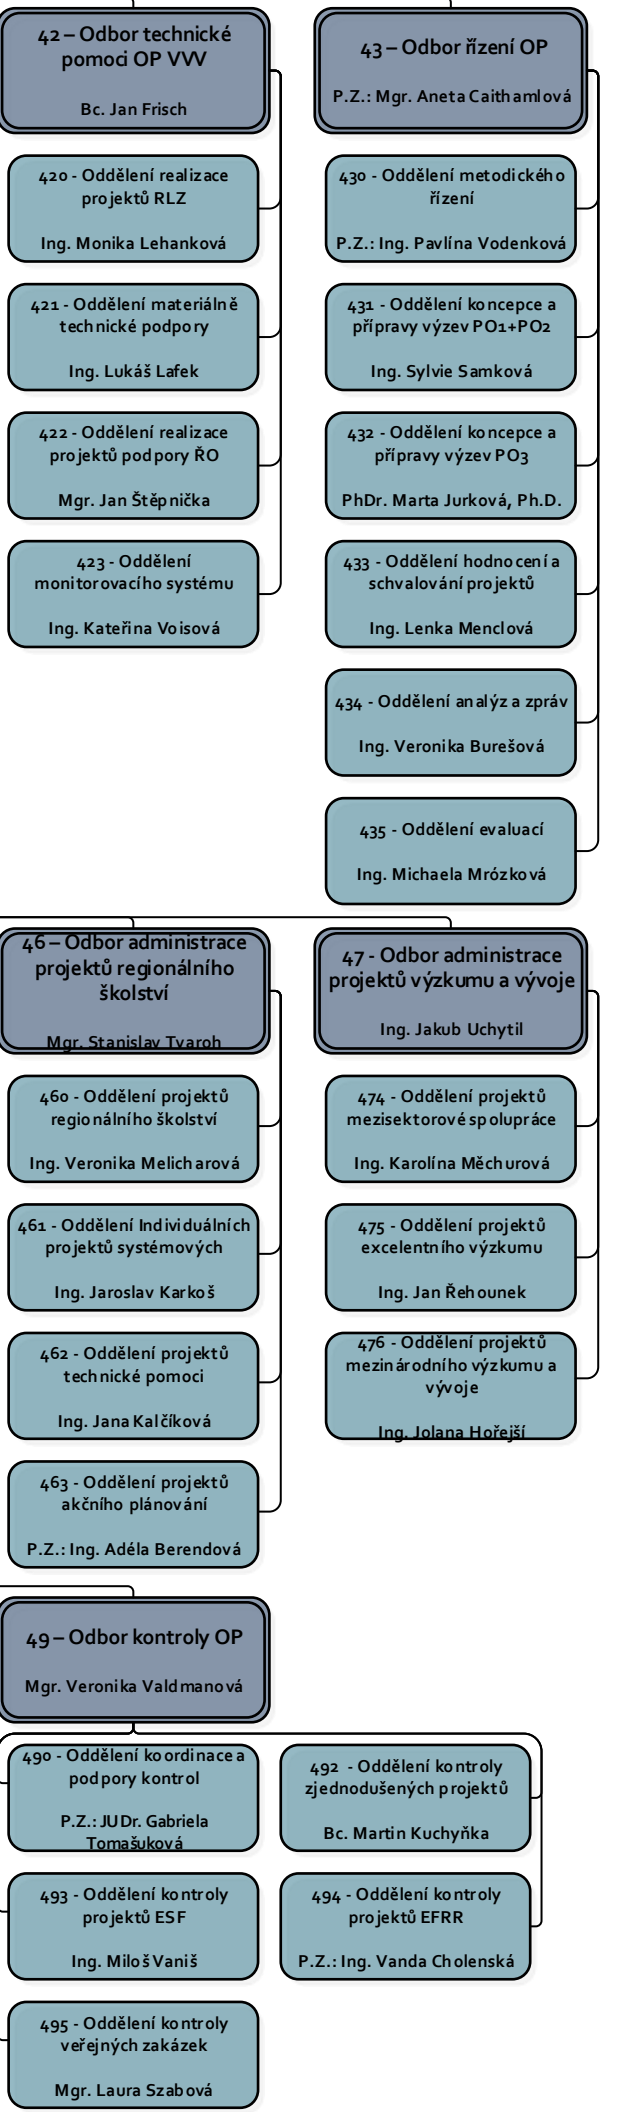 42 – Odbor technické
pomoci OP VVV
Bc. Jan Frisch
420 - Oddělení realizace
projektů RLZ
Ing. Monika Lehanková
421 - Oddělení materiálně
technické podpory
Ing. Lukáš Lafek
422 - Oddělení realizace
projektů podpory ŘO
Mgr. Jan Štěpnička
423 - Oddělení
monitorovacího systému
Ing. Kateřina Voisová
43 – Odbor řízení OP
P.Z.: Mgr. Aneta Caithamlová
430 - Oddělení metodického
řízení
P.Z.: Ing. Pavlína Vodenková
431 - Oddělení koncepce a
přípravy výzev PO1+PO2
Ing. Sylvie Samková
432 - Oddělení koncepce a
přípravy výzev PO3
PhDr. Marta Jurková, Ph.D.
433 - Oddělení hodnocení a
schvalování projektů
Ing. Lenka Menclová
434 - Oddělení analýz a zpráv
Ing. Veronika Burešová
435 - Oddělení evaluací
Ing. Michaela Mrózková
46 – Odbor administrace
projektů regionálního
školství
Mgr. Stanislav Tvaroh
460 - Oddělení projektů
regionálního školství
Ing. Veronika Melicharová
461 - Oddělení Individuálních
projektů systémových
Ing. Jaroslav Karkoš
462 - Oddělení projektů
technické pomoci
Ing. Jana Kalčíková
463 - Oddělení projektů
akčního plánování
P.Z.: Ing. Adéla Berendová
47 - Odbor administrace
projektů výzkumu a vývoje
Ing. Jakub Uchytil
474 - Oddělení projektů
mezisektorové spolupráce
Ing. Karolína Měchurová
475 - Oddělení projektů
excelentního výzkumu
Ing. Jan Řehounek
476 - Oddělení projektů
mezinárodního výzkumu a
vývoje
Ing. Jolana Hořejší
49 – Odbor kontroly OP
Mgr. Veronika Valdmanová
490 - Oddělení koordinace a
podpory kontrol
P.Z.: JUDr. Gabriela
Tomašuková
492 - Oddělení kontroly
zjednodušených projektů
Bc. Martin Kuchyňka
493 - Oddělení kontroly
projektů ESF
Ing. Miloš Vaniš
494 - Oddělení kontroly
projektů EFRR
P.Z.: Ing. Vanda Cholenská
495 - Oddělení kontroly
veřejných zakázek
Mgr. Laura Szabová